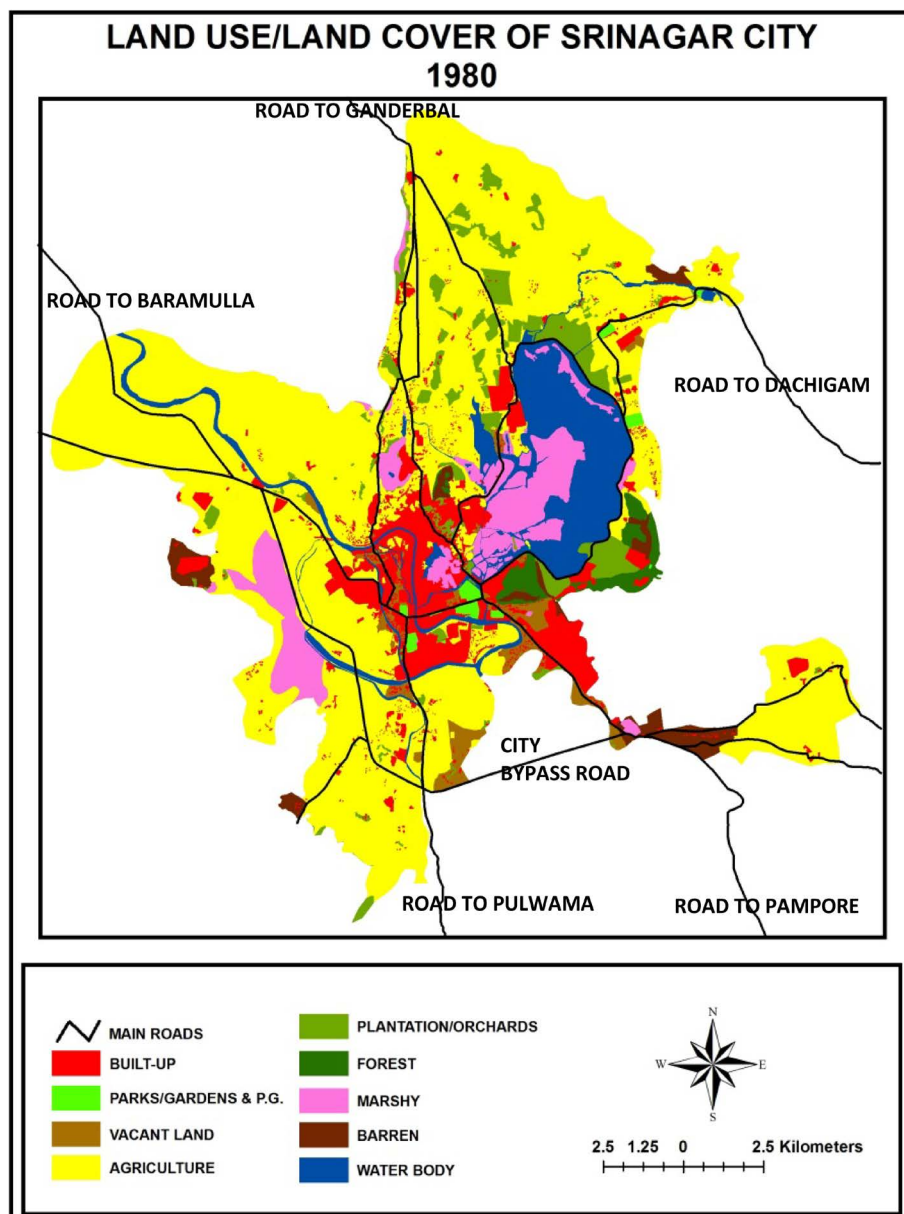 LAND USE/LAND COVER OF SRINAGAR CITY
1980
ROAD TO GANDERBAL
ROAD TO BARAMULLA
ROAD TO DACHIGAM
CITY
BYPASS ROAD
ROAD TO PULWAMA
ROAD TO PAMPORE
MAIN ROADS
BUILT-UP
PARKS/GARDENS & P.G.
VACANT LAND
AGRICULTURE
PLANTATION/ORCHARDS
FOREST
MARSHY
BARREN
WATER BODY
N
W E
S
2.5 1.25 0 2.5 Kilometers